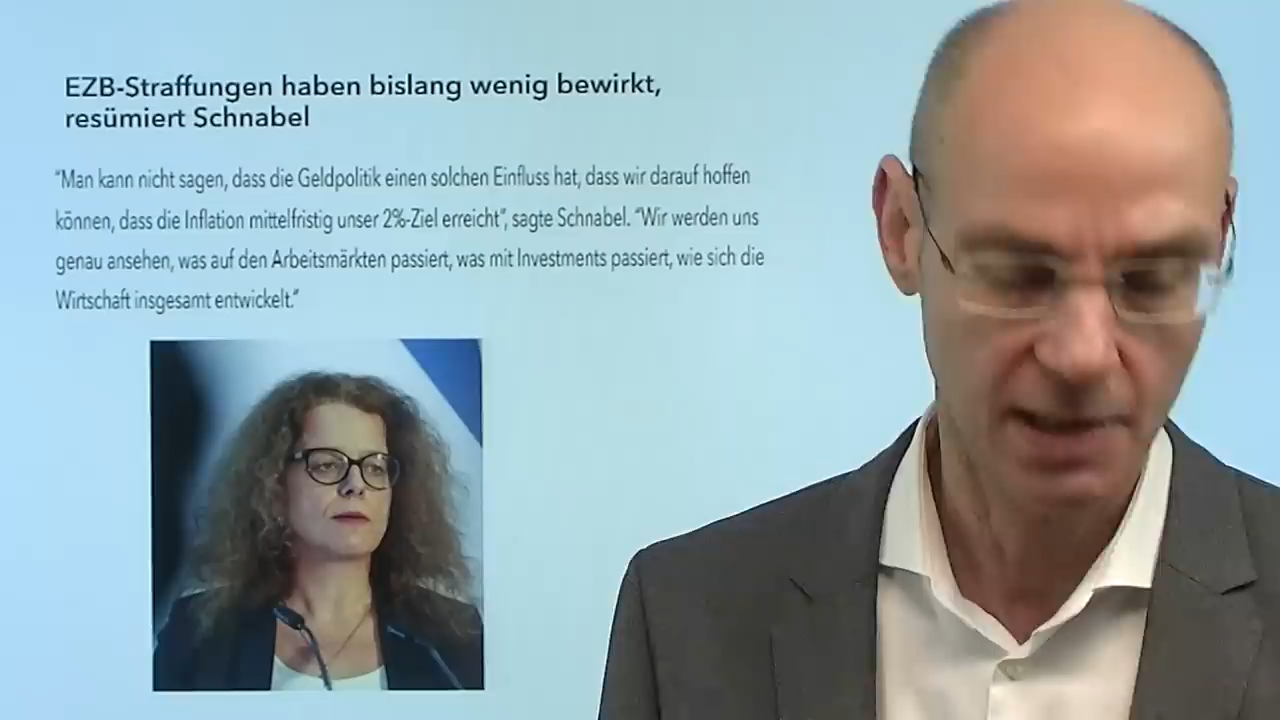 EZB-Straffungen haben bislang wenig bewirkt,
resümiert Schnabel
“Man kann nicht sagen, dass die Geldpolitik einen solchen Einfluss hat, dass wir darauf hoffen
können, dass die Inflation mittelfristig unser 2%-Ziel erreicht”, sagte Schnabel. “Wir werden uns
genau ansehen, was auf den Arbeitsmärkten passiert, was mit Investments passiert, wie sich die
Wirtschaft insgesamt entwickelt.”